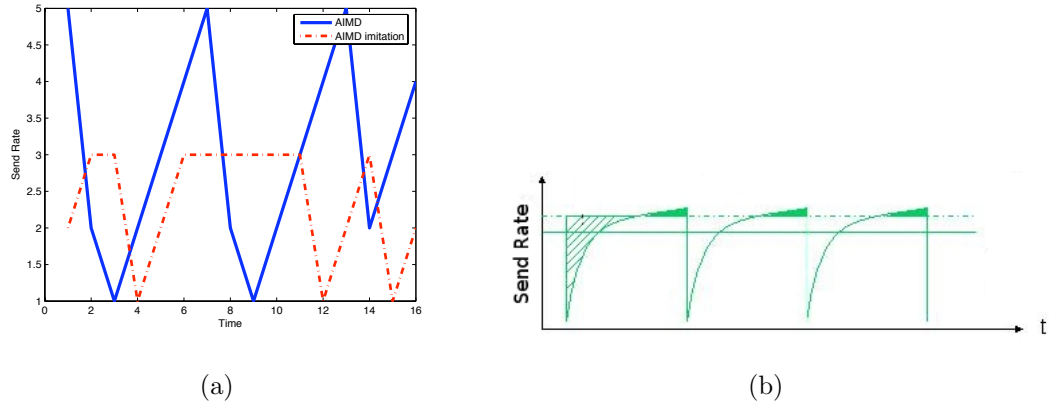 5
4.5
4
3.5
3
2.5
2
1.5
1
Send Rate
AIMD
AIMD imitation
0 2 4 6 8 10 12 14 16
Time
(a)
Send Rate
t
(b)